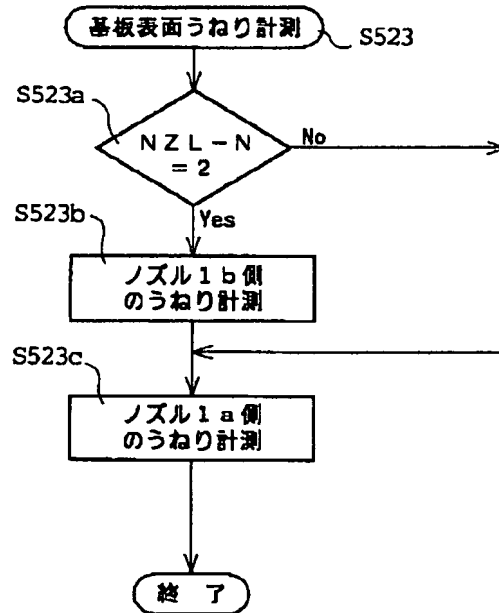 基板表面うねり計測
S523
S523a
NZL-N
=2
No
Yes
S523b
ノズル1b側
のうねり計測
S523c
ノズル1a側
のうねり計測
終了